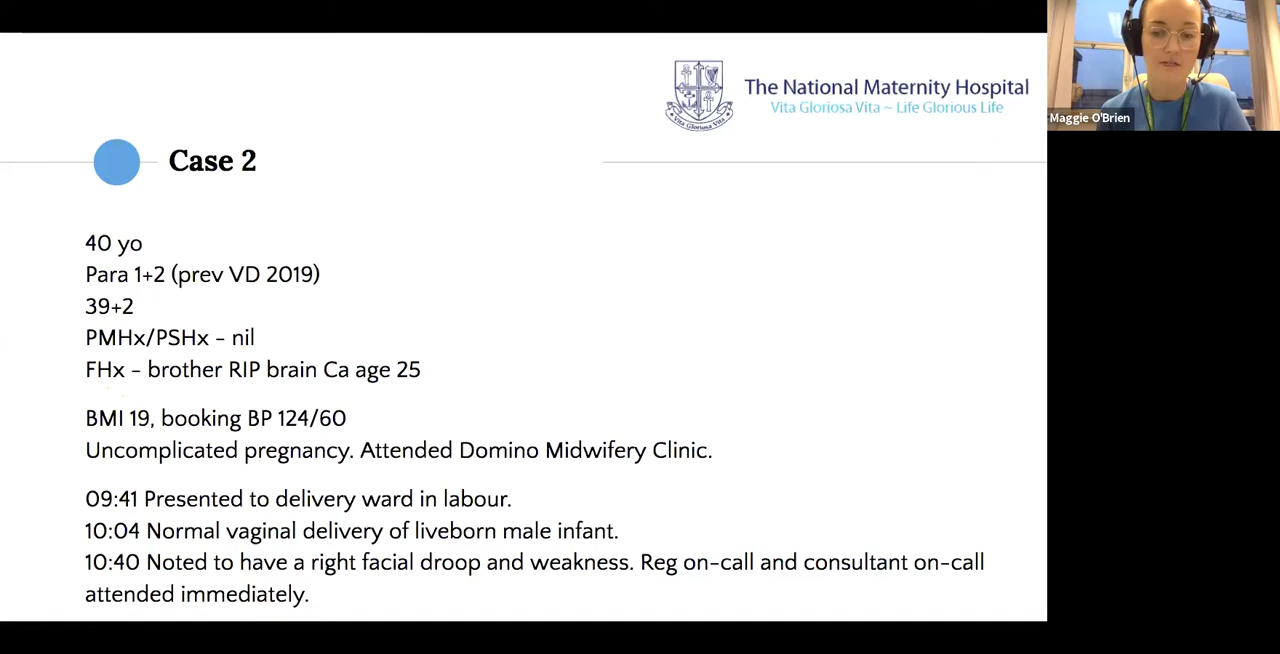 The National Maternity Hospital
Vita Gloriosa Vita ~ Life Glorious Life
Vita Gloriosa Vita
Maggie O'Brien
Case 2
40 yo
Para 1+2 (prev VD 2019)
39+2
PMHx/PSHx - nil
FHx - brother RIP brain Ca age 25
BMI 19, booking BP 124/60
Uncomplicated pregnancy. Attended Domino Midwifery Clinic.
09:41 Presented to delivery ward in labour.
10:04 Normal vaginal delivery of liveborn male infant.
10:40 Noted to have a right facial droop and weakness. Reg on-call and consultant on-call
attended immediately.